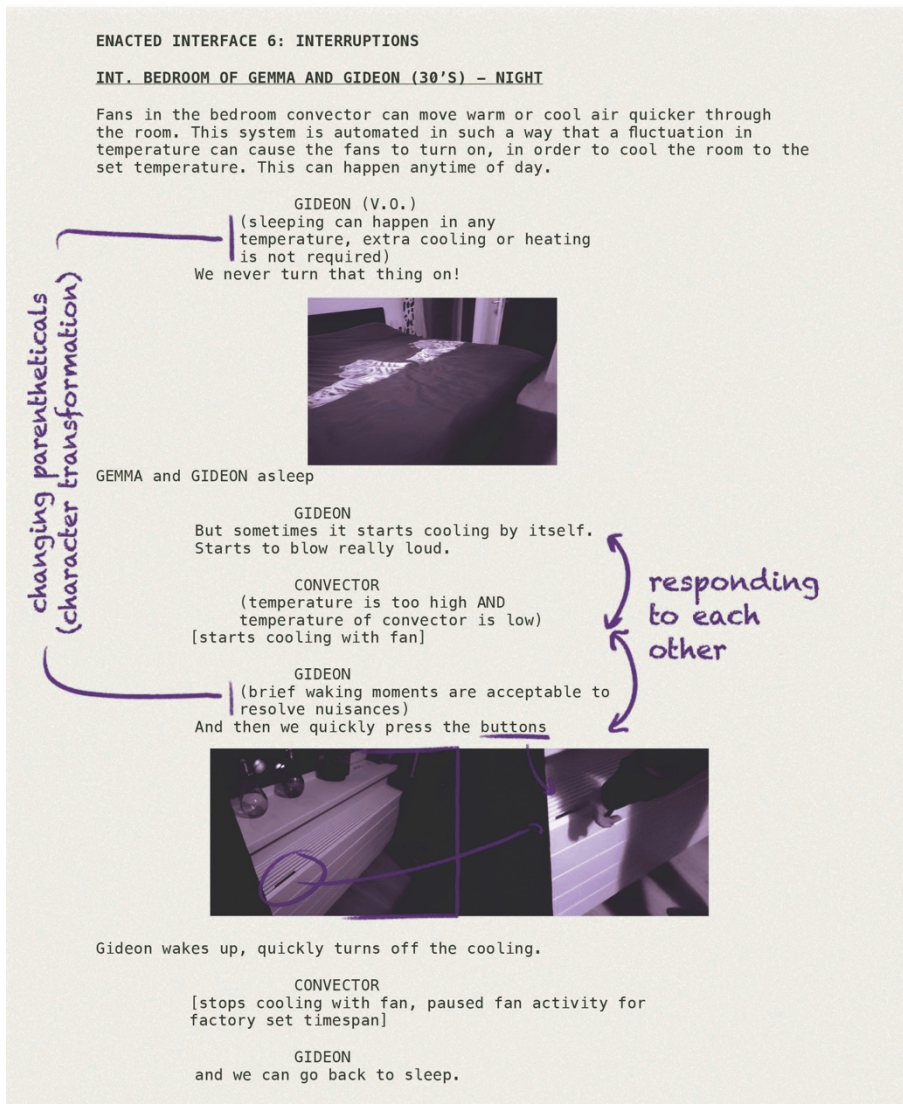 ENACTED INTERFACE 6: INTERRUPTIONS
INT. BEDROOM OF GEMMA AND GIDEON (30'S) – NIGHT
Fans in the bedroom convector can move warm or cool air quicker through
the room. This system is automated in such a way that a fluctuation in
temperature can cause the fans to turn on, in order to cool the room to the
set temperature. This can happen anytime of day.
GIDEON (V.O.)
(sleeping can happen in any
temperature, extra cooling or heating
is not required)
We never turn that thing on!
changing parentheticals
(character transformation)
GEMMA and GIDEON asleep
GIDEON
But sometimes it starts cooling by itself.
Starts to blow really loud.
CONVECTOR
(temperature is too high AND
temperature of convector is low)
[starts cooling with fan]
responding
to each
other
GIDEON
(brief waking moments are acceptable to
resolve nuisances)
And then we quickly press the buttons
Gideon wakes up, quickly turns off the cooling.
CONVECTOR
[stops cooling with fan, paused fan activity for
factory set timespan]
GIDEON
and we can go back to sleep.